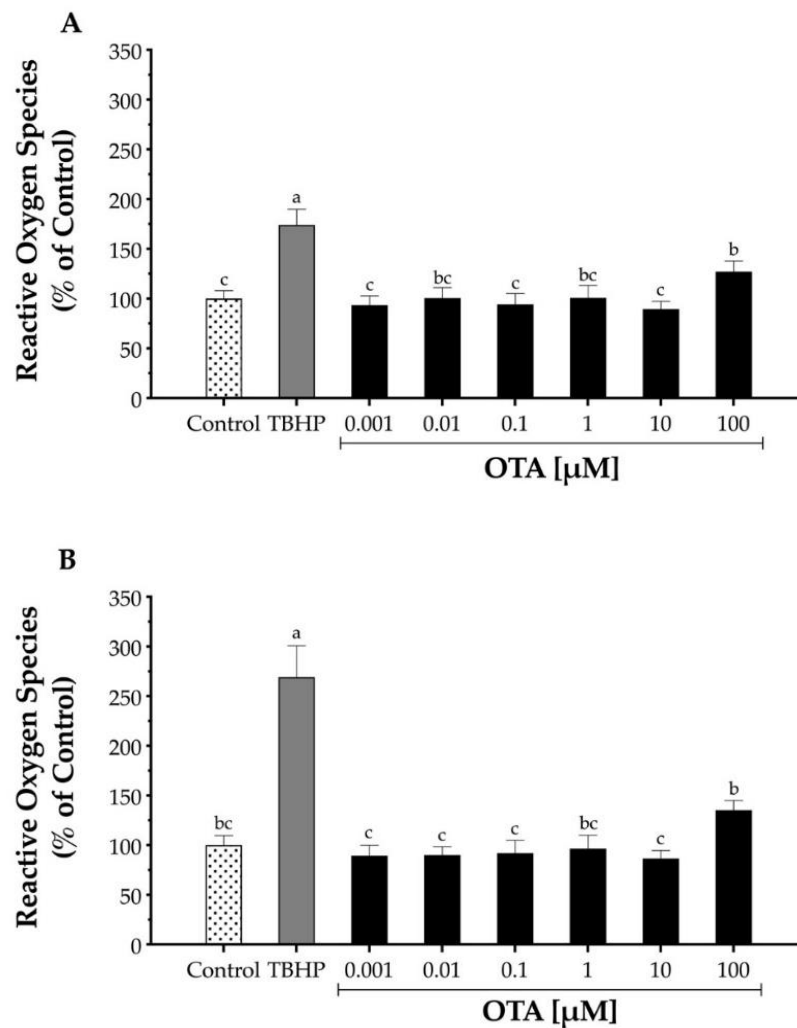 A
Reactive Oxygen Species
(% of Control)
350
300
250
200
150
100
50
0
c
a
c
bc
c
bc
c
b
Control TBHP 0.001 0.01 0.1 1 10 100
OTA [µM]
B
Reactive Oxygen Species
(% of Control)
350
300
250
200
150
100
50
0
bc
a
c
c
c
bc
c
b
Control TBHP 0.001 0.01 0.1 1 10 100
OTA [µM]